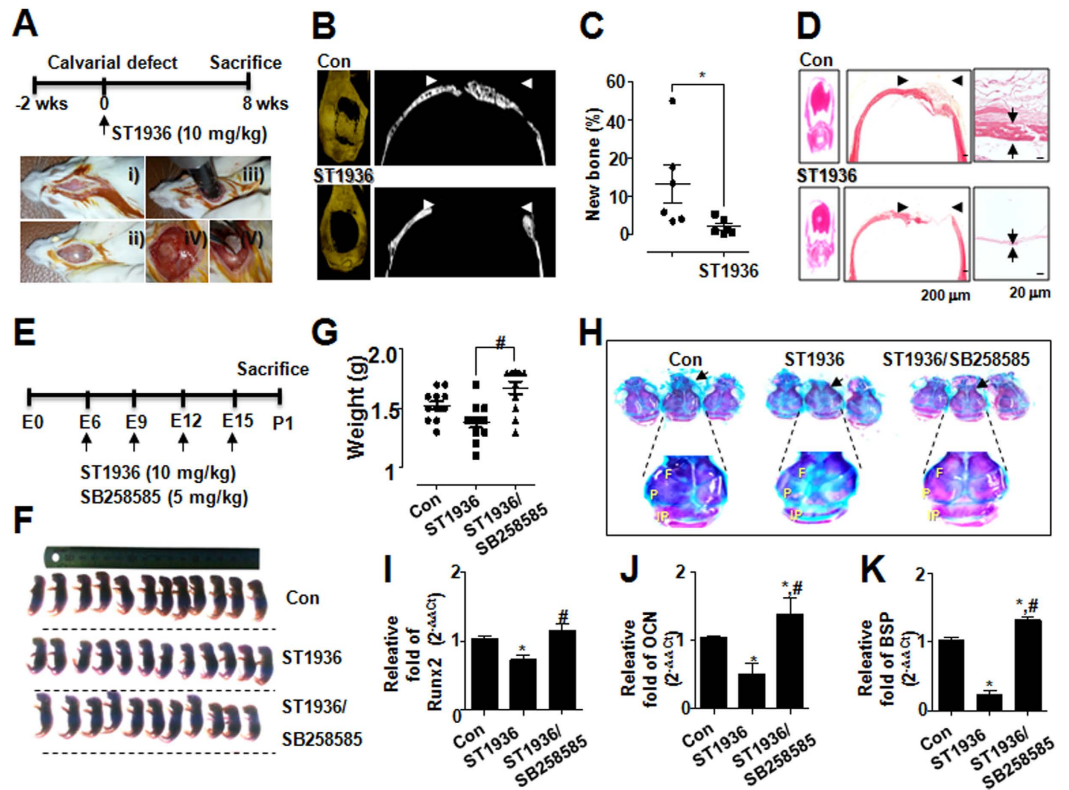 A
Calvarial defect Sacrifice
-2 wks 0 8 wks
ST1936 (10 mg/kg)
i) iii)
ii) iV) (V)
B
Con
ST1936
C
New bone (%)
60
50
20
10
0
*
ST1936
D
Con
ST1936
200 µm 20 µm
E
Sacrifice
E0 E6 E9 E12 E15 P1
ST1936 (10 mg/kg)
SB258585 (5 mg/kg)
F
Con
ST1936
ST1936/
SB258585
G
Weight (g)
2.0
1.5
1
#
Con
ST1936
ST1936/
SB258585
H
Con ST1936 ST1936/SB258585
F F F
P P P
IP IP IP
I
Releative
fold of
Runx2 (2-ΔΔCt)
2
1
0
*
#
Con
ST1936
ST1936/
SB258585
J
Releative
fold of OCN
(2-ΔΔCt)
2
1
0
*
*,#
Con
ST1936
ST1936/
SB258585
K
Releative
fold of BSP
(2-ΔΔCt)
2
1
0
*
*,#
Con
ST1936
ST1936/
SB258585